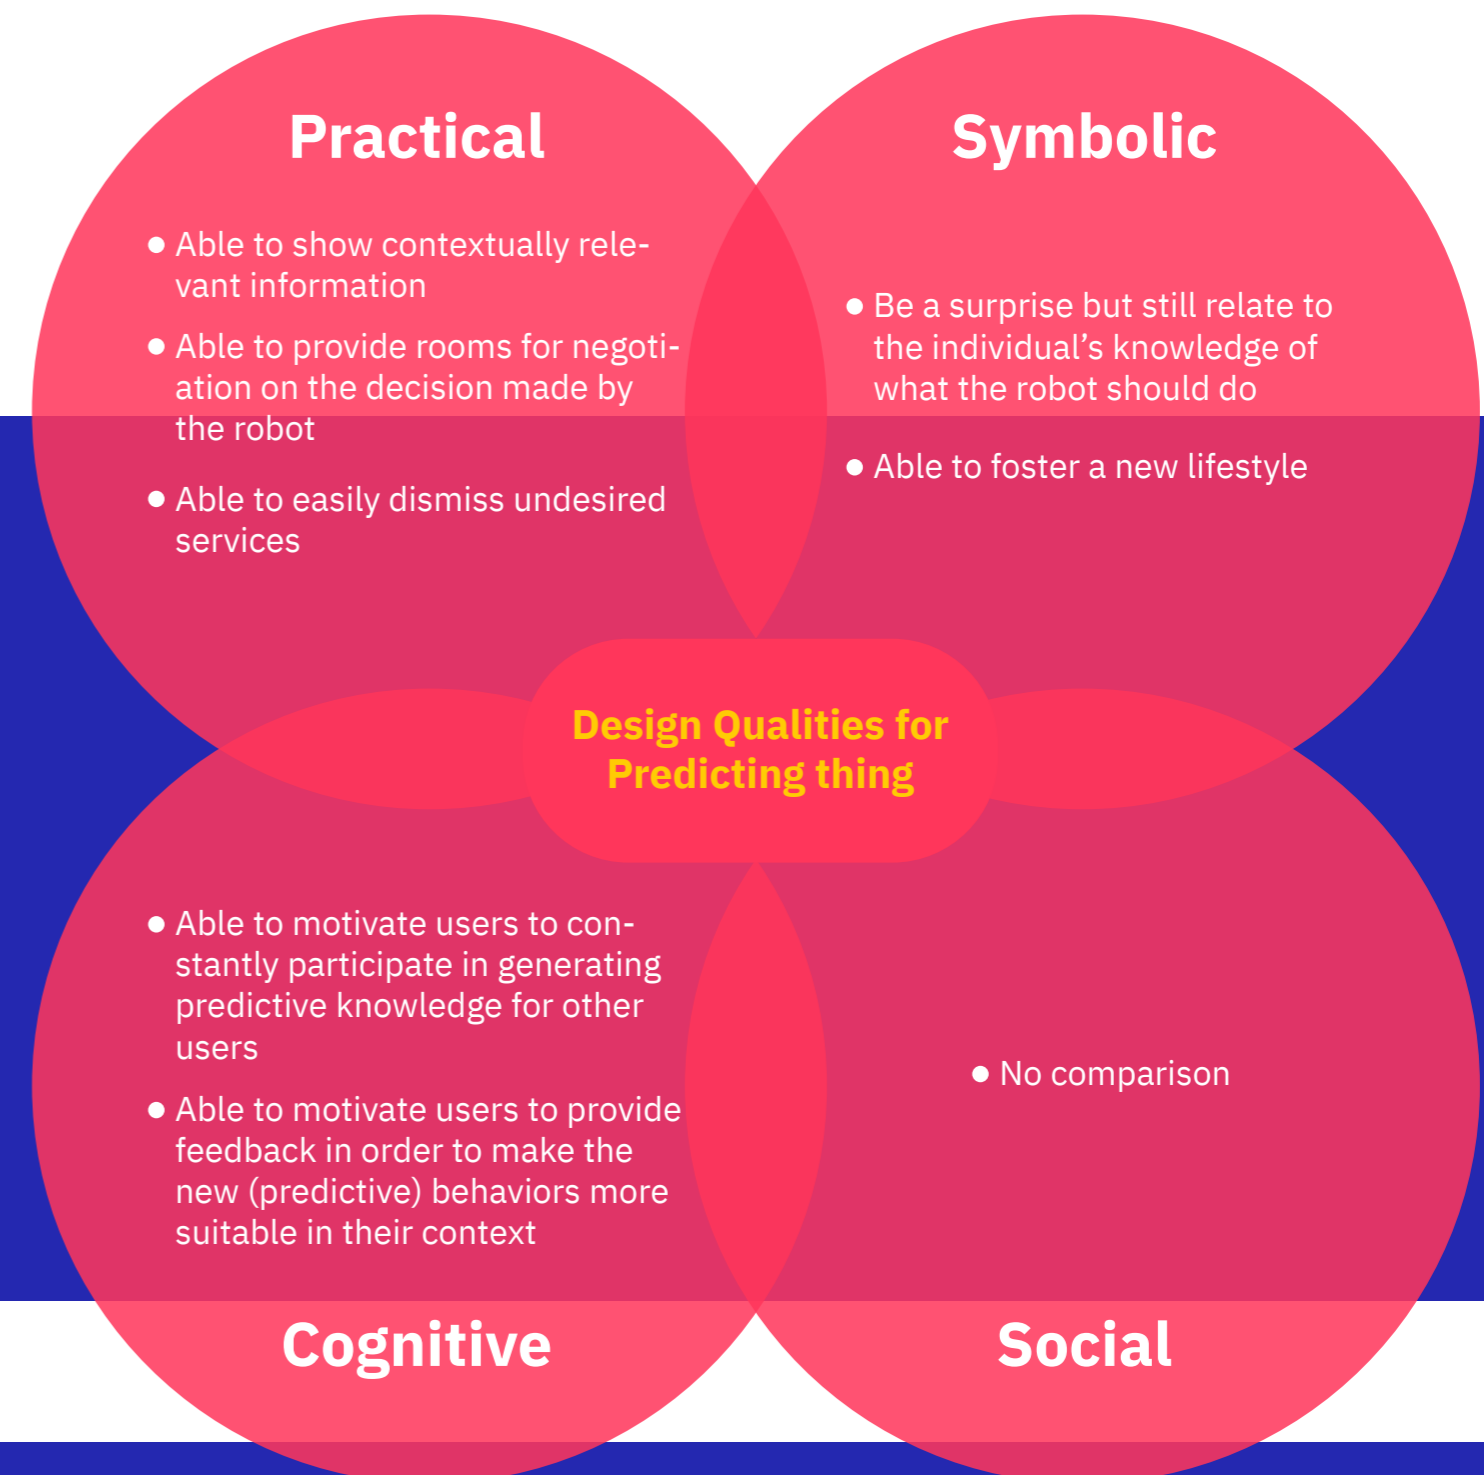 Practical
● Able to show contextually rele-
vant information
● Able to provide rooms for negoti-
ation on the decision made by
the robot
● Able to easily dismiss undesired
services
Symbolic
● Be a surprise but still relate to
the individual’s knowledge of
what the robot should do
● Able to foster a new lifestyle
Design Qualities for
Predicting thing
● Able to motivate users to con-
stantly participate in generating
predictive knowledge for other
users
● Able to motivate users to provide
feedback in order to make the
new (predictive) behaviors more
suitable in their context
Cognitive
● No comparison
Social